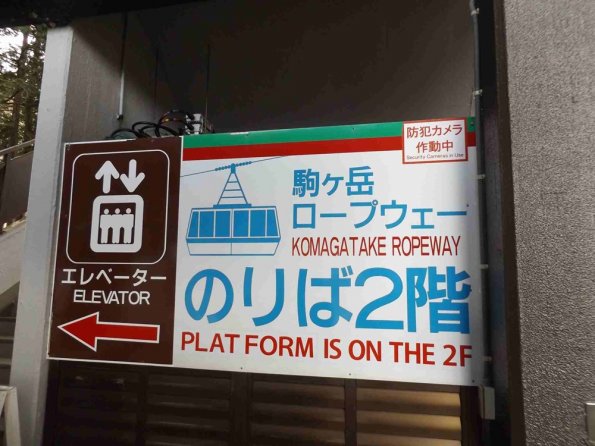 エレベーター
ELEVATOR
防犯カメラ
作動中
Security Cameras in Use
駒ヶ岳
ロープウェー
KOMAGATAKE ROPEWAY
のりば2階
PLATFORM IS ON THE 2F